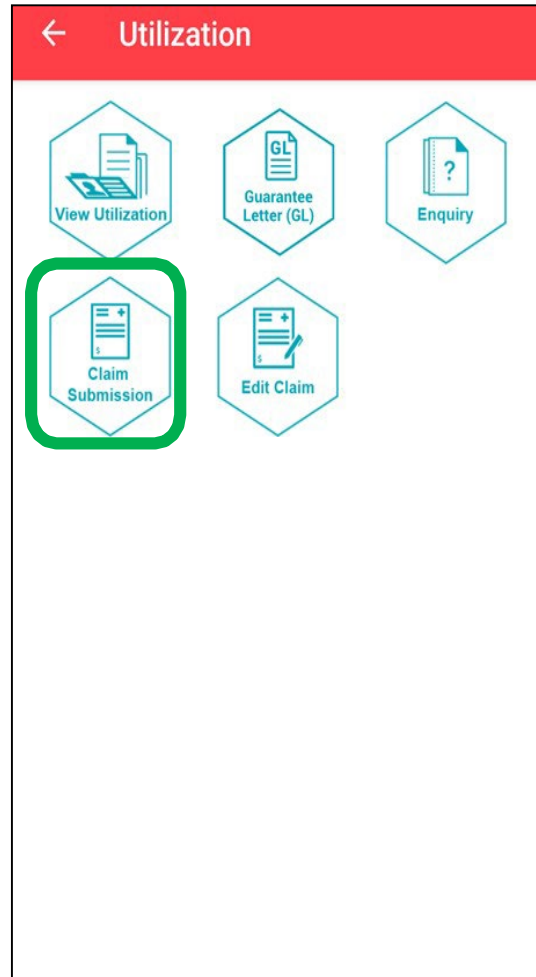 Utilization
View Utilization
GL
Guarantee
Letter (GL)
?
Enquiry
$
Claim
Submission
$
Edit Claim